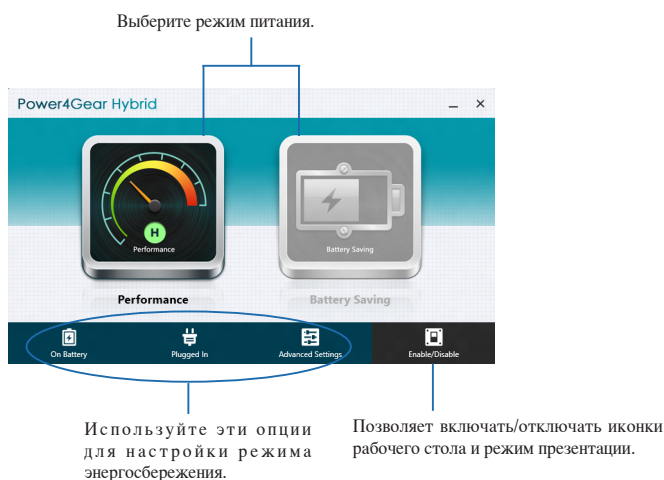 Выберите режим питания.
Power4Gear Hybrid
H
Performance
Battery Saving
Performance
Battery Saving
On Battery
Plugged In
Advanced Settings
Enable/Disable
Используйте эти опции
для настройки режима
энергосбережения.
Позволяет включать/отключать иконки
рабочего стола и режим презентации.